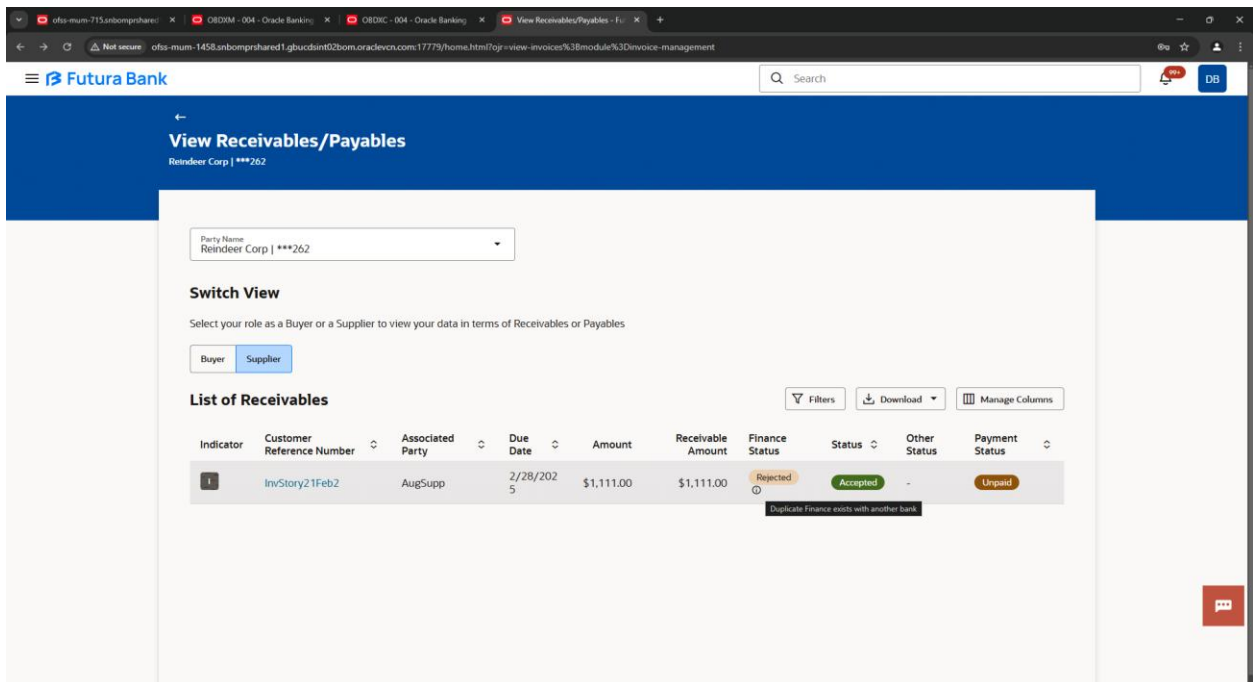 ofss-mum-715.snbomprshared
OBDXM - 004 - Oracle Banking
OBDXC - 004 - Oracle Banking
View Receivables/Payables - Fu
Not secure
ofss-mum-1458.snbomprshared1.gbucdsint02bom.oraclevcn.com:17779/home.html?ojr=view-invoices%3Bmodule%3Dinvoice-management
Futura Bank
Search
99+
DB
View Receivables/Payables
Reindeer Corp | ***262
Party Name
Reindeer Corp | ***262
Switch View
Select your role as a Buyer or a Supplier to view your data in terms of Receivables or Payables
Buyer Supplier
List of Receivables
Filters Download Manage Columns
Indicator
Customer
Reference Number
Associated
Party
Due
Date
Amount
Receivable
Amount
Finance
Status
Status
Other
Status
Payment
Status
I
InvStory21Feb2
AugSupp
2/28/202
5
$1,111.00
$1,111.00
Rejected
Accepted
-
Unpaid
Duplicate Finance exists with another bank